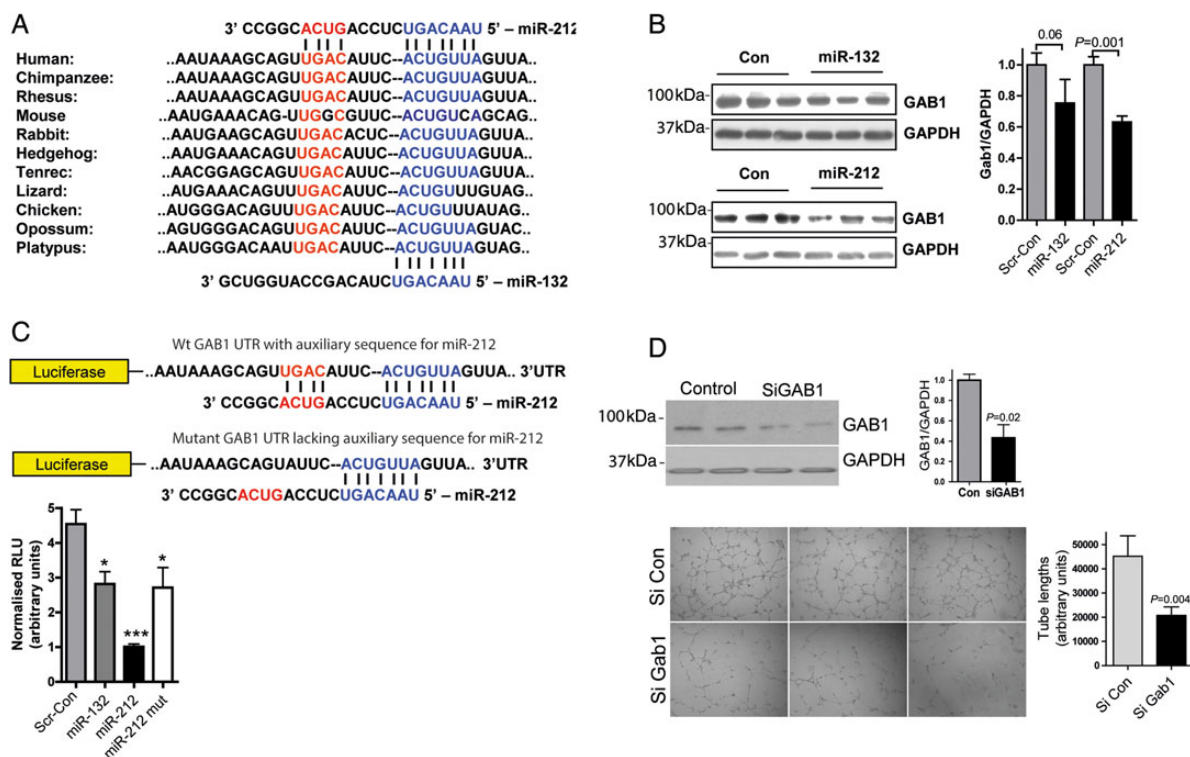 A
3' CCGGCACUGACCUCUGACAAU 5' – miR-212
Human: ..AAUAAAGCAGUUGACAUUC--ACUGUUAGUUA..
Chimpanzee: ..AAUAAAGCAGUUGACAUUC--ACUGUUAGUUA..
Rhesus: ..AAUAAAGCAGUUGACAUUC--ACUGUUAGUUA..
Mouse ..AAUGAAACAG-UUGGCGUUC--ACUGUCAGCAG..
Rabbit: ..AAUGAAGCAGUUGACACUC--ACUGUUAGUUA..
Hedgehog: ..AAUAAAGCAGUUGACAUUC--ACUGUUAGUUA..
Tenrec: ..AACGGAGCAGUUGACAUUC--ACUGUUAGUUA..
Lizard: ..AUGAAACAGUUUGACAUUC--ACUGUUUGUAG..
Chicken: ..AUGGGACAGUUUGACAUUC--ACUGUUUAUAG..
Opossum: ..AGUGGGACAGUUGACAUUC--ACUGUUAGUAC..
Platypus: ..AAUGGGACAAUUGACAUUC--ACUGUUAGUAG..
3' GCUGGUACCGACAUCUGACAAU 5' – miR-132
B
Con miR-132
100kDa GAB1
37kDa GAPDH
Con miR-212
100kDa GAB1
37kDa GAPDH
0.06 P=0.001
Gab1/GAPDH
1.0
0.8
0.6
0.4
0.2
0.0
Scr-Con miR-132 Scr-Con miR-212
C
Wt GAB1 UTR with auxiliary sequence for miR-212
Luciferase ..AAUAAAGCAGUUGACAUUC--ACUGUUAGUUA.. 3'UTR
3' CCGGCACUGACCUCUGACAAU 5' – miR-212
Mutant GAB1 UTR lacking auxiliary sequence for miR-212
Luciferase ..AAUAAAGCAGUAUUC--ACUGUUAGUUA.. 3'UTR
3' CCGGCACUGACCUCUGACAAU 5' – miR-212
Normalised RLU
(arbitrary units)
5
4
3
2
1
0
* *** *
Scr-Con miR-132 miR-212 miR-212 mut
D
Control SiGAB1
100kDa GAB1
37kDa GAPDH
GAB1/GAPDH
1.0
0.8
0.6
0.4
0.2
0.0
P=0.02
Con siGAB1
Si Con
Si Gab1
Tube lengths
(arbitrary units)
50000
40000
30000
20000
10000
0
P=0.004
Si Con Si Gab1